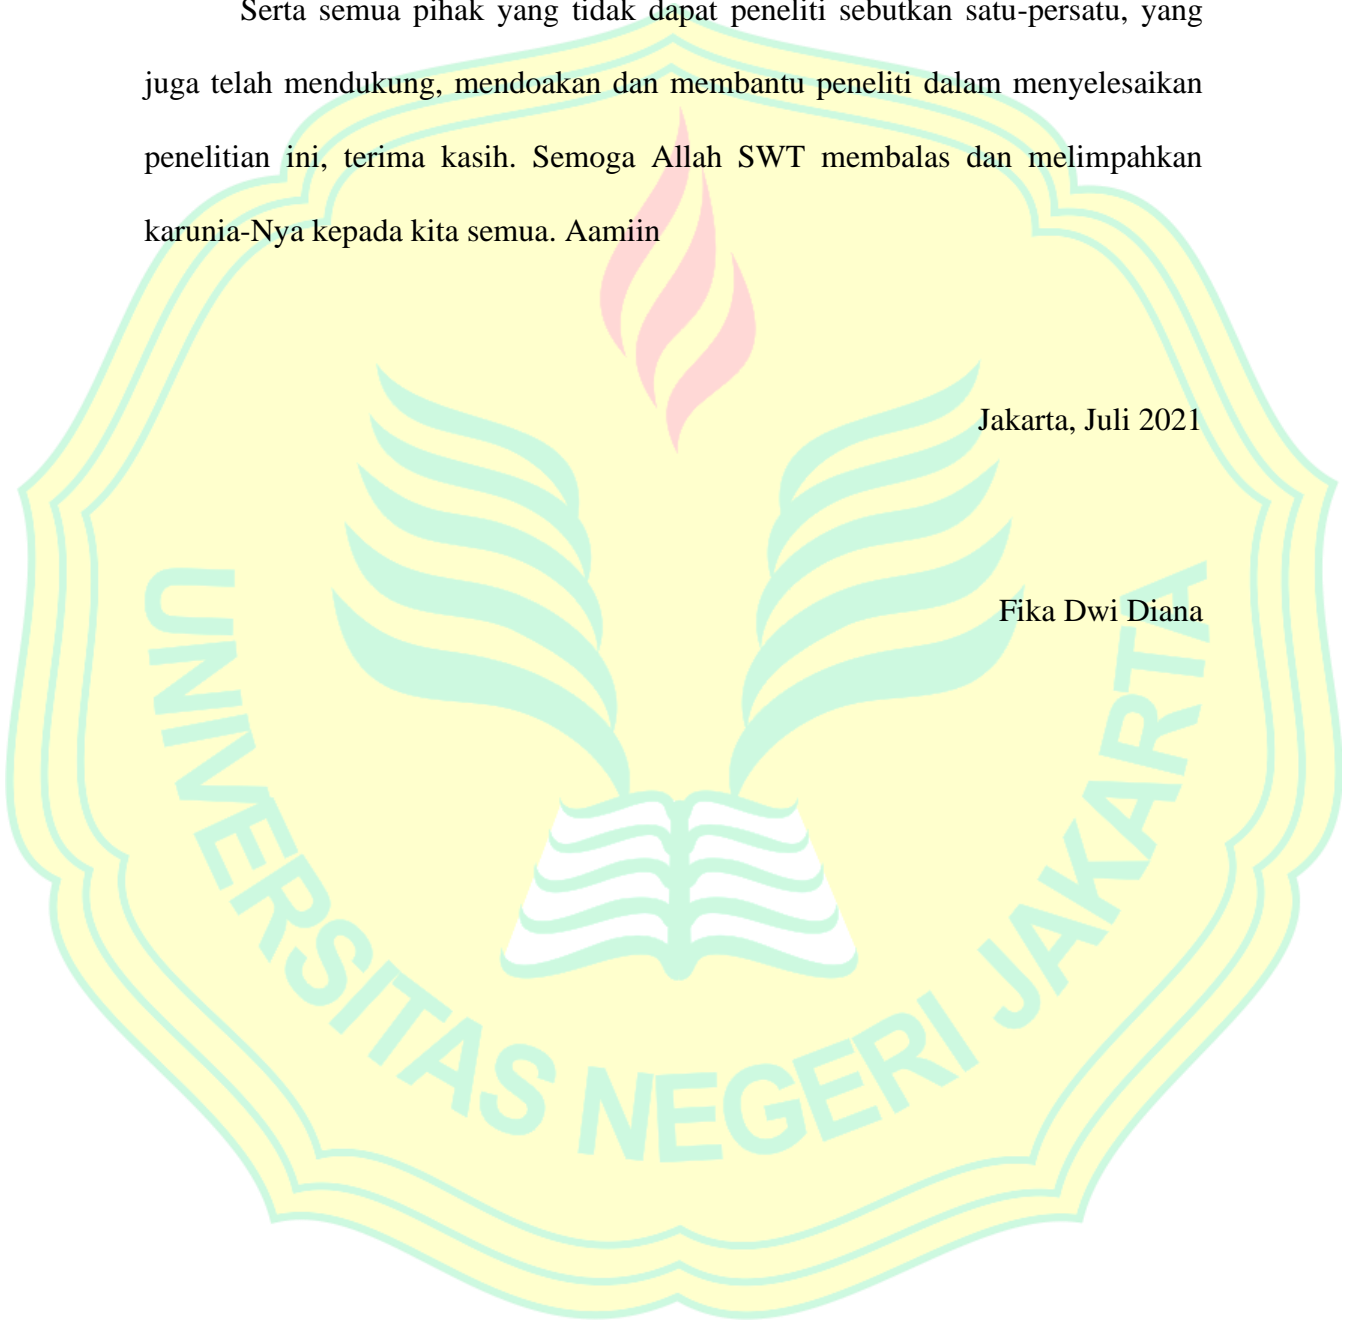 Serta semua pihak yang tidak dapat peneliti sebutkan satu-persatu, yang
juga telah mendukung, mendoakan dan membantu peneliti dalam menyelesaikan
penelitian ini, terima kasih. Semoga Allah SWT membalas dan melimpahkan
karunia-Nya kepada kita semua. Aamiin
Jakarta, Juli 2021
Fika Dwi Diana
UNIVERSITAS NEGERI JAKARTA